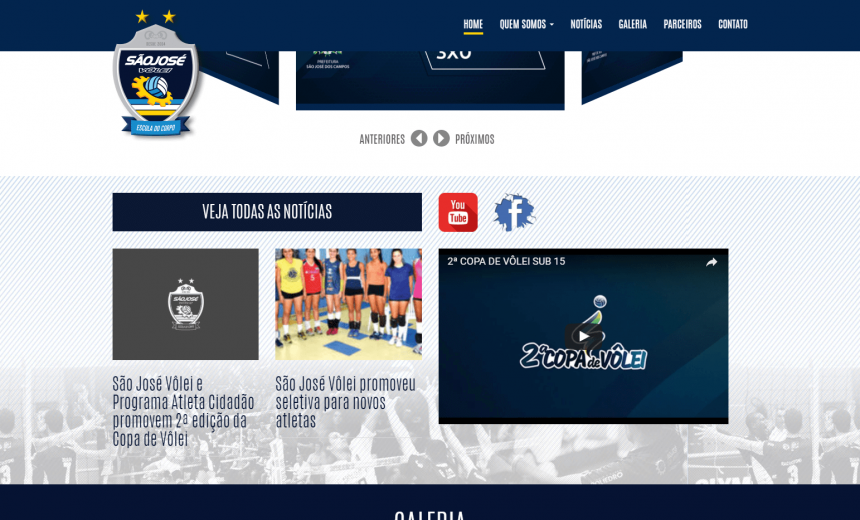 HOME QUEM SOMOS NOTÍCIAS GALERIA PARCEIROS CONTATO
SÃOJOSÉ
VÔLEI
ESCOLA DO CORPO
3X0
PREFEITURA
SÃO JOSÉ DOS CAMPOS
ANTERIORES PRÓXIMOS
VEJA TODAS AS NOTÍCIAS
You
Tube
f
2ª COPA DE VÔLEI SUB 15
SÃOJOSÉ
2ª COPA de VÔLEI
São José Vôlei e
Programa Atleta Cidadão
promovem 2ª edição da
Copa de Vôlei
São José Vôlei promoveu
seletiva para novos
atletas
GALERIA